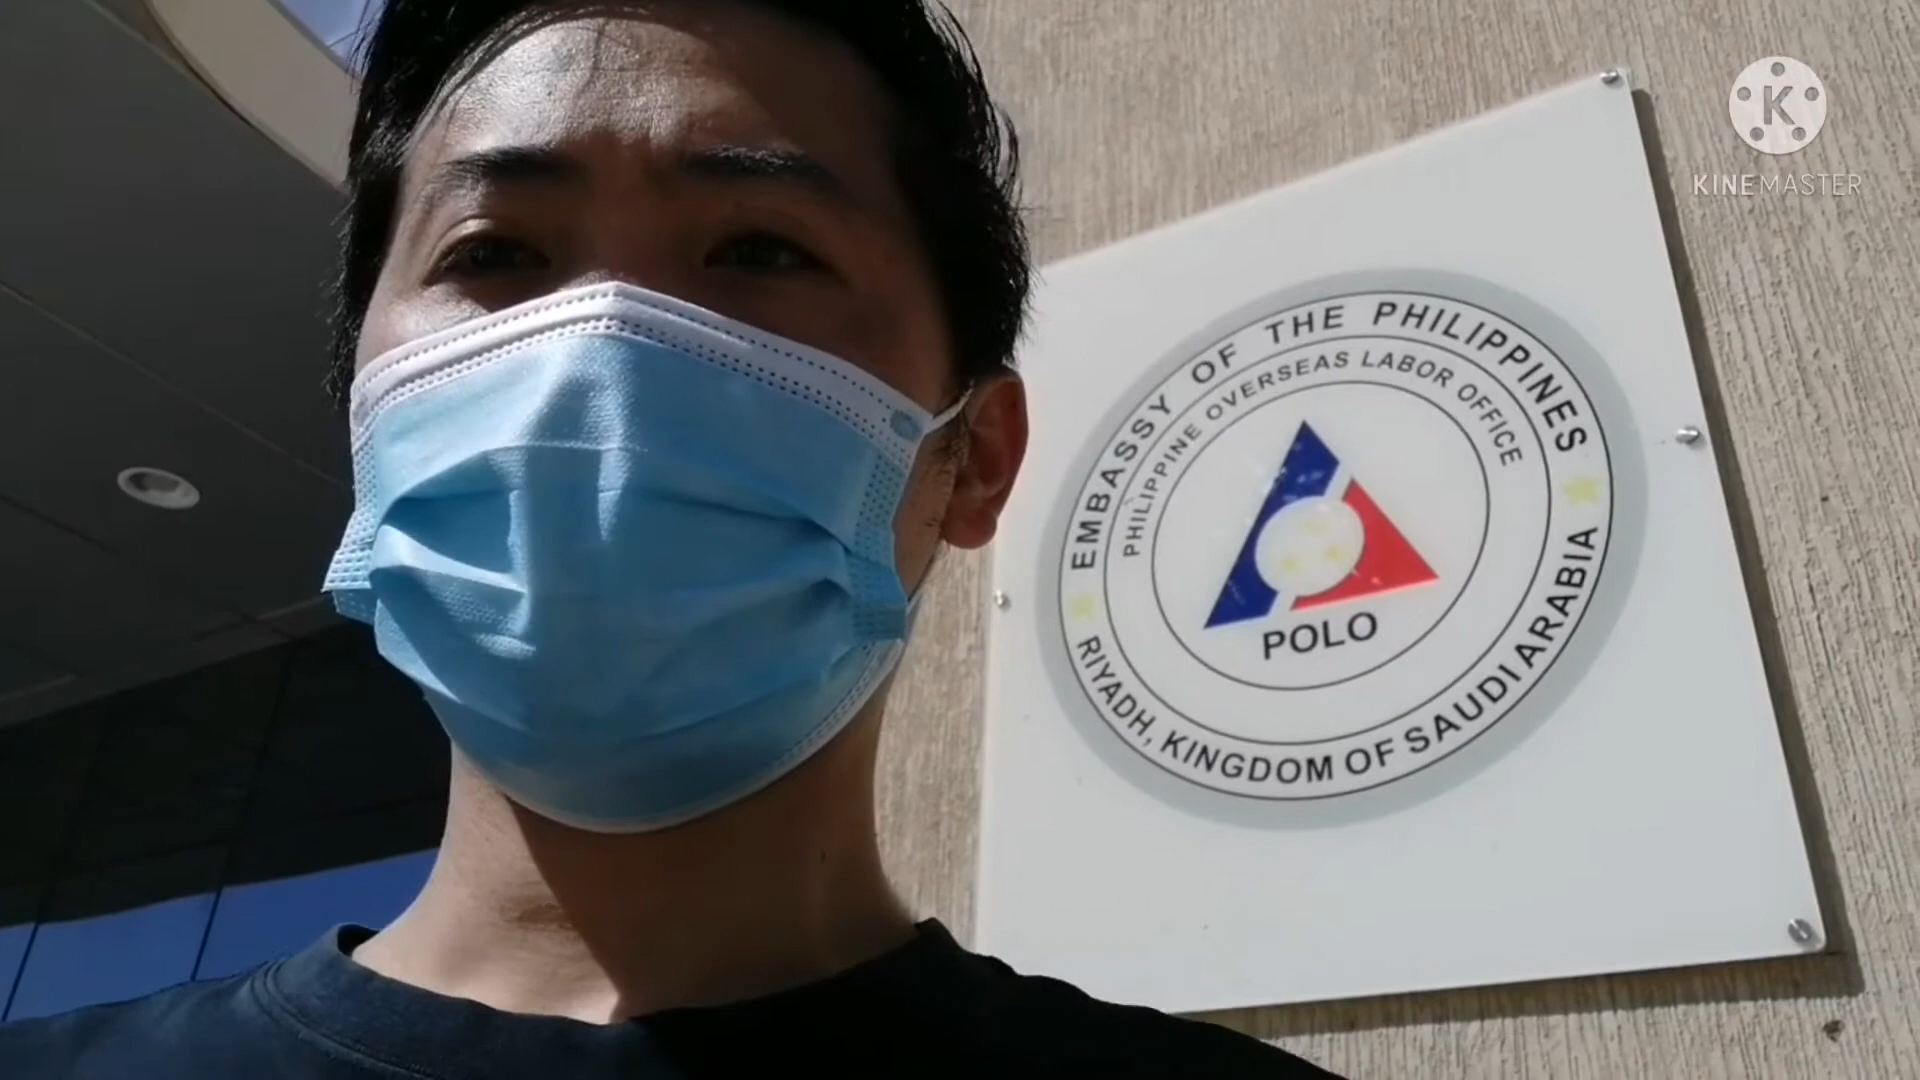 EMBASSY OF THE PHILIPPINES
PHILIPPINE OVERSEAS LABOR OFFICE
POLO
RIYADH, KINGDOM OF SAUDI ARABIA
K
KINEMASTER